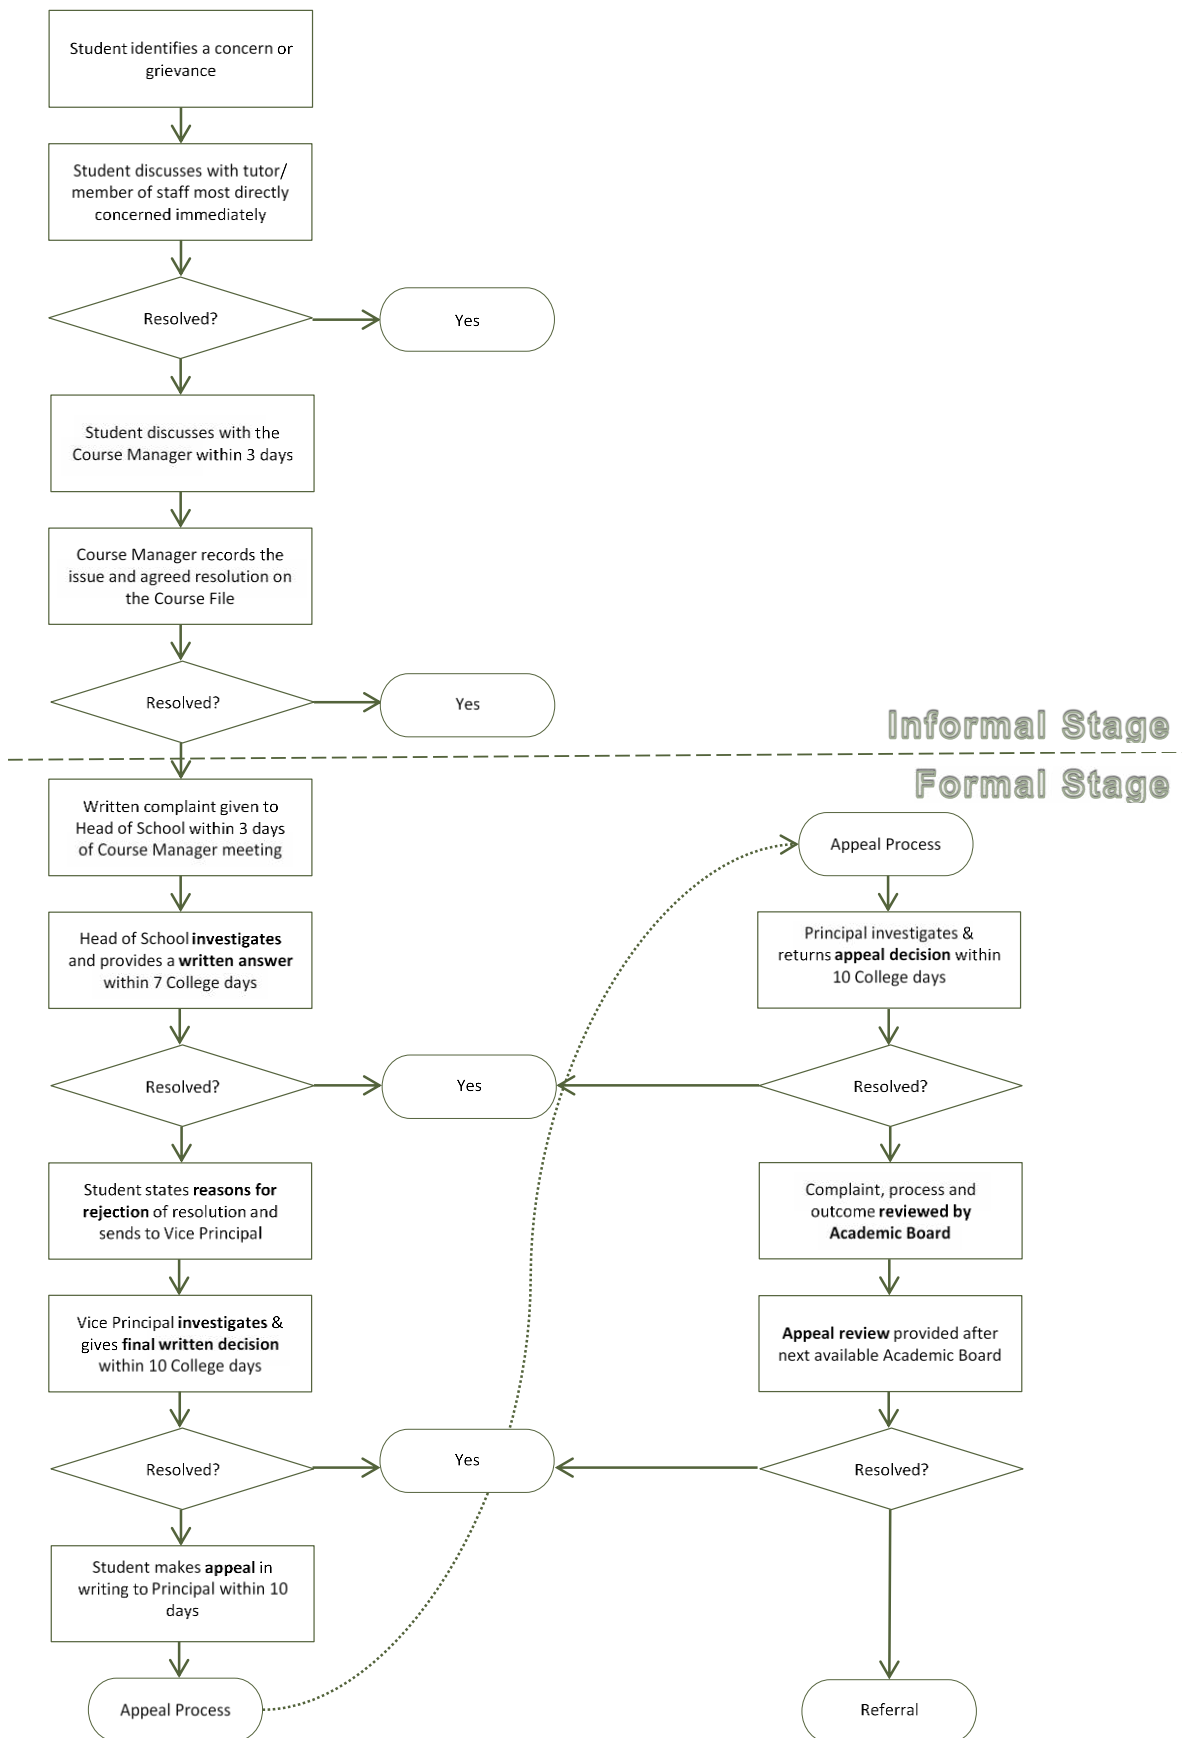 Student identifies a concern or
grievance
Student discusses with tutor/
member of staff most directly
concerned immediately
Resolved?
Yes
Student discusses with the
Course Manager within 3 days
Course Manager records the
issue and agreed resolution on
the Course File
Resolved?
Yes
Informal Stage
Formal Stage
Written complaint given to
Head of School within 3 days
of Course Manager meeting
Head of School investigates
and provides a written answer
within 7 College days
Resolved?
Yes
Student states reasons for
rejection of resolution and
sends to Vice Principal
Vice Principal investigates &
gives final written decision
within 10 College days
Resolved?
Yes
Student makes appeal in
writing to Principal within 10
days
Appeal Process
Appeal Process
Principal investigates &
returns appeal decision within
10 College days
Resolved?
Complaint, process and
outcome reviewed by
Academic Board
Appeal review provided after
next available Academic Board
Resolved?
Referral